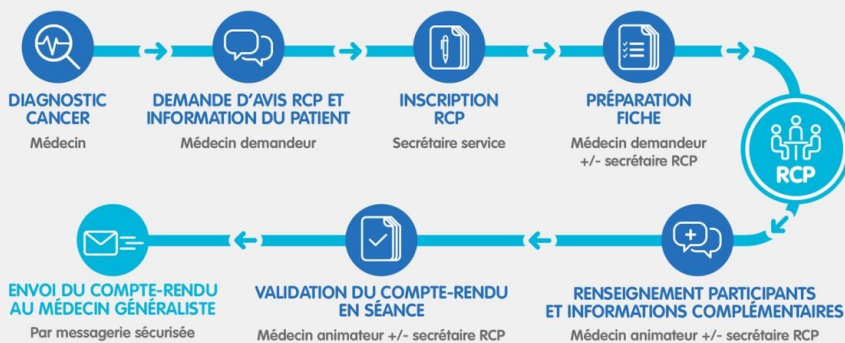 DIAGNOSTIC
CANCER
Médecin
DEMANDE D'AVIS RCP ET
INFORMATION DU PATIENT
Médecin demandeur
INSCRIPTION
RCP
Secrétaire service
PRÉPARATION
FICHE
Médecin demandeur
+/- secrétaire RCP
RCP
RENSEIGNEMENT PARTICIPANTS
ET INFORMATIONS COMPLÉMENTAIRES
Médecin animateur +/- secrétaire RCP
VALIDATION DU COMPTE-RENDU
EN SÉANCE
Médecin animateur +/- secrétaire RCP
ENVOI DU COMPTE-RENDU
AU MÉDECIN GÉNÉRALISTE
Par messagerie sécurisée